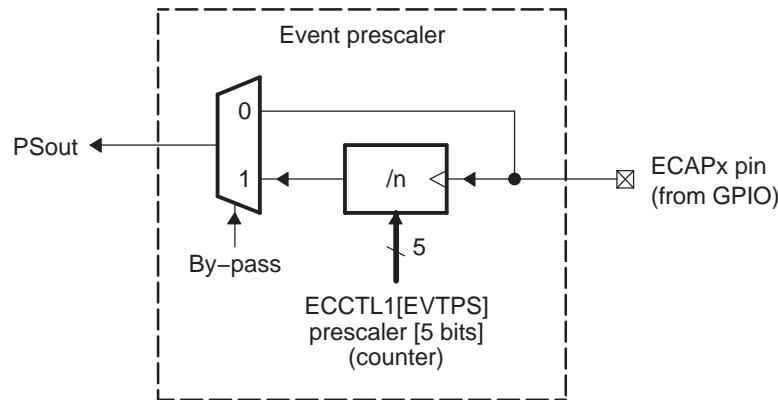 Event prescaler
0
PSout
1
/n
ECAPx pin
(from GPIO)
By−pass
5
ECCTL1[EVTPS]
prescaler [5 bits]
(counter)